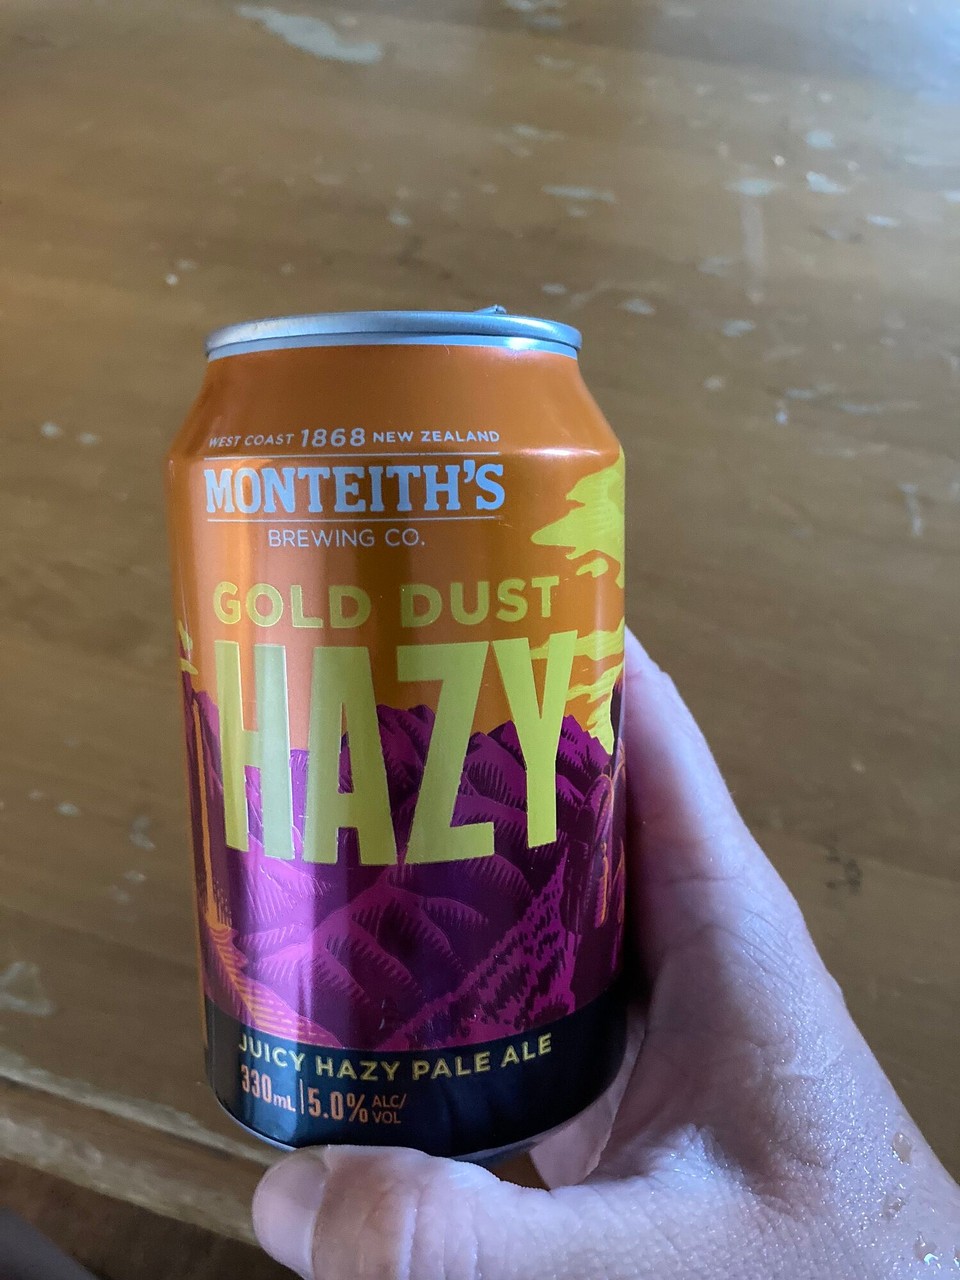 WEST COAST 1868 NEW ZEALAND
MONTEITH'S
BREWING CO.
GOLD DUST
HAZY
JUICY HAZY PALE ALE
330mL | 5.0% ALC/
VOL